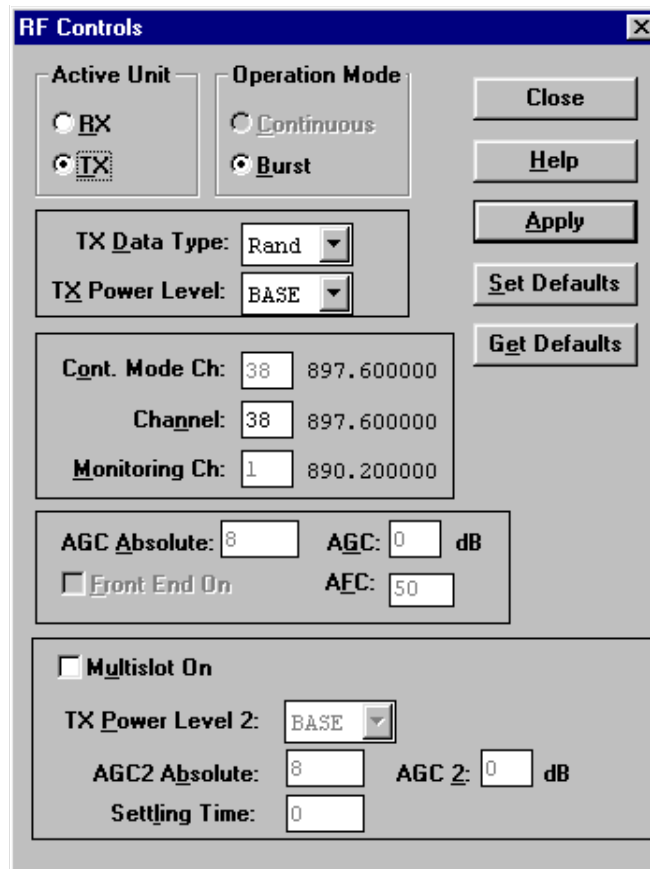 RF Controls
Active Unit
RX
TX
Operation Mode
Continuous
Burst
Close
Help
Apply
Set Defaults
Get Defaults
TX Data Type: Rand
TX Power Level: BASE
Cont. Mode Ch: 38 897.600000
Channel: 38 897.600000
Monitoring Ch: 1 890.200000
AGC Absolute: 8 AGC: 0 dB
Front End On AFC: 50
Multislot On
TX Power Level 2: BASE
AGC2 Absolute: 8 AGC 2: 0 dB
Settling Time: 0